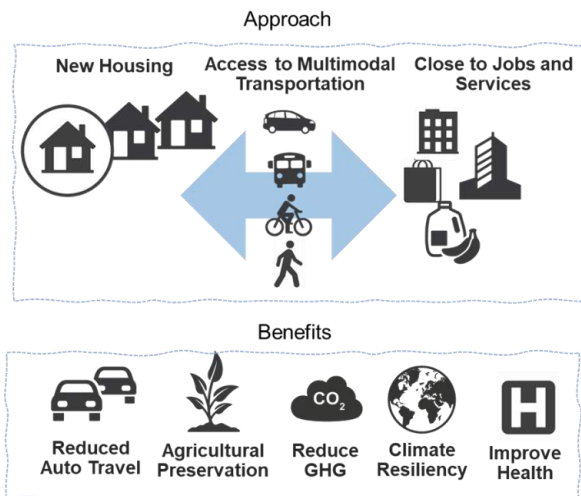 Approach
New Housing
Access to Multimodal
Transportation
Close to Jobs and
Services
Benefits
CO₂
H
Reduced
Auto Travel
Agricultural
Preservation
Reduce
GHG
Climate
Resiliency
Improve
Health